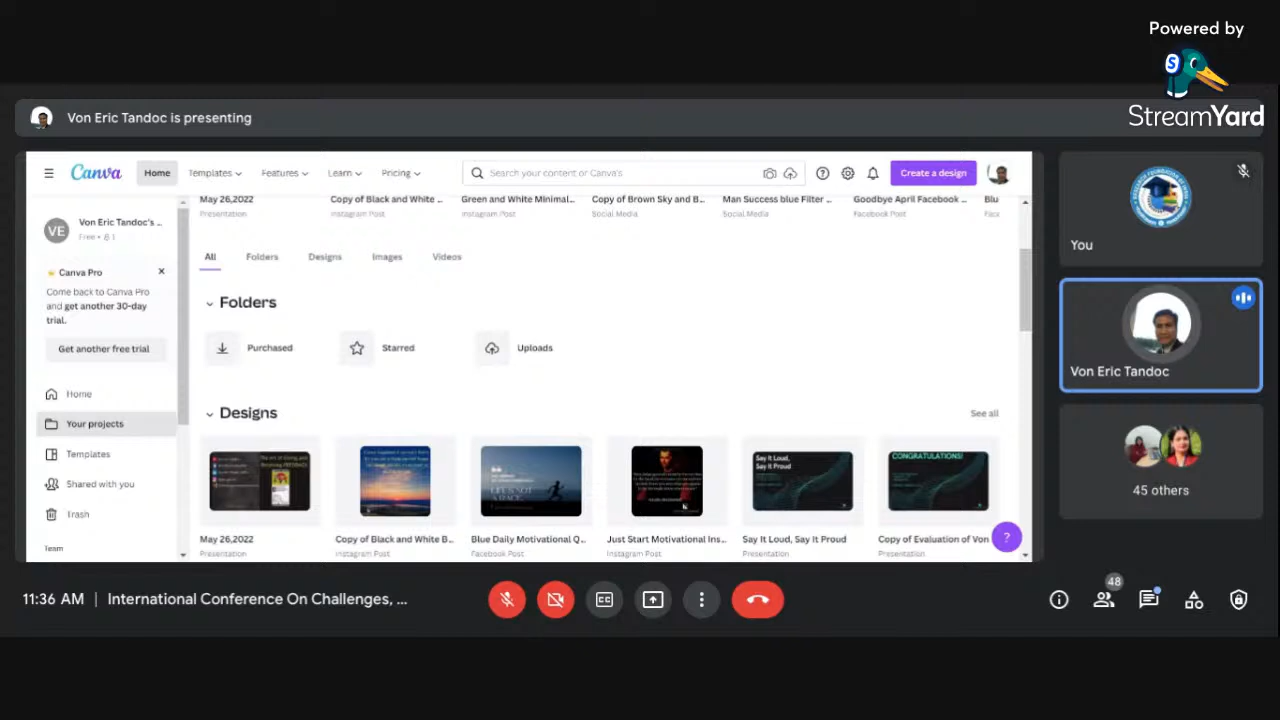 Powered by
StreamYard
Von Eric Tandoc is presenting
Canva
Home
Templates
Features
Learn
Pricing
Search your content or Canva's
Create a design
May 26,2022
Presentation
Copy of Black and White ...
Instagram Post
Green and White Minimal...
Instagram Post
Copy of Brown Sky and B...
Social Media
Man Success blue Filter ...
Social Media
Goodbye April Facebook ...
Facebook Post
Blu
VE
Von Eric Tandoc's ...
Free • 1
Canva Pro
Come back to Canva Pro
and get another 30-day
trial.
Get another free trial
Home
Your projects
Templates
Shared with you
Trash
Team
All
Folders
Designs
Images
Videos
Folders
Purchased
Starred
Uploads
Designs
See all
LIFE IS NOT
A RACE.
Say It Loud,
Say It Proud
CONGRATULATIONS!
May 26,2022
Presentation
Copy of Black and White B...
Instagram Post
Blue Daily Motivational Q...
Facebook Post
Just Start Motivational Ins...
Instagram Post
Say It Loud, Say It Proud
Presentation
Copy of Evaluation of Von
Presentation
?
You
Von Eric Tandoc
45 others
11:36 AM | International Conference On Challenges, ...
48